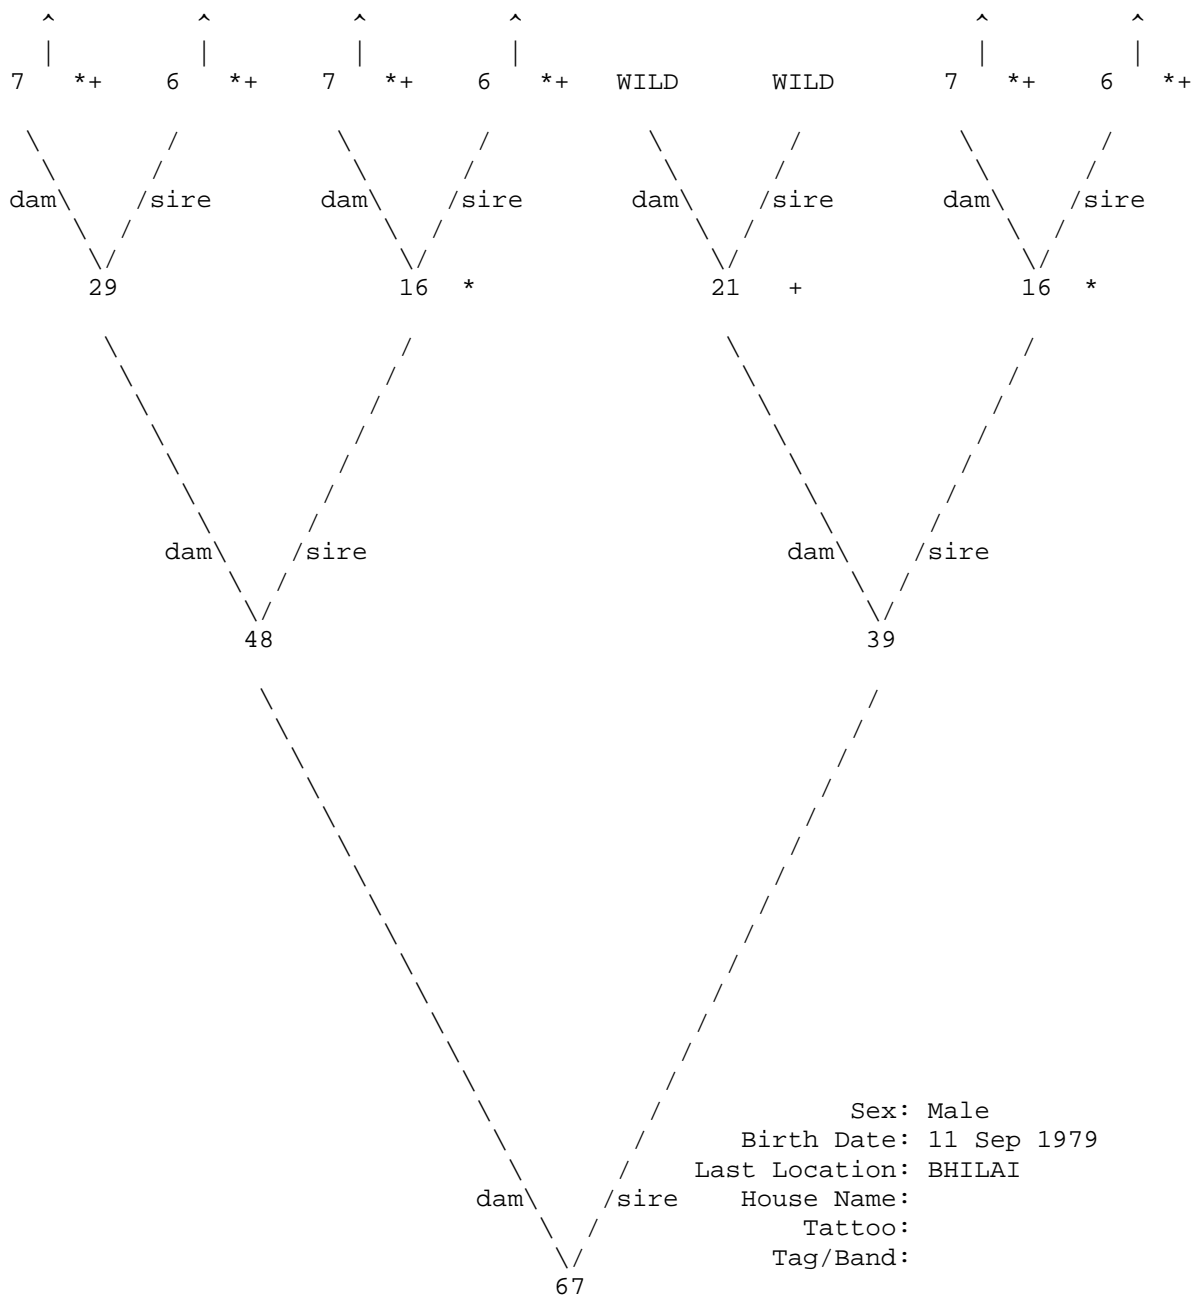 ^ ^ ^ ^ ^ ^
| | | | | |
7 *+ 6 *+ 7 *+ 6 *+ WILD WILD 7 *+ 6 *+
dam sire dam sire dam sire dam sire
29 16 * 21 + 16 *
dam sire dam sire
48 39
Sex: Male
Birth Date: 11 Sep 1979
Last Location: BHILAI
dam sire House Name:
Tattoo:
Tag/Band:
67